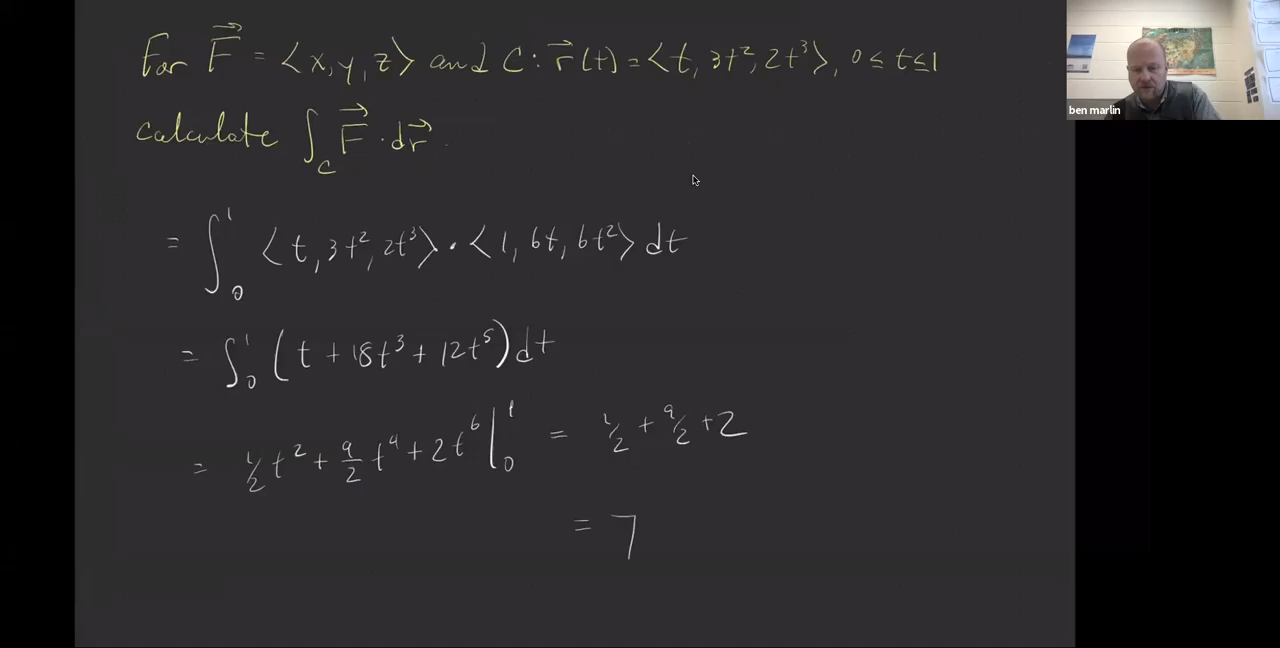 For F⃗ = ⟨x, y, z⟩ and C: r⃗(t) = ⟨t, 3t², 2t³⟩, 0 ≤ t ≤ 1
calculate ∫_C F⃗ · dr⃗.
= ∫₀¹ ⟨t, 3t², 2t³⟩ · ⟨1, 6t, 6t²⟩ dt
= ∫₀¹ (t + 18t³ + 12t⁵) dt
= ½t² + 9/2 t⁴ + 2t⁶ |₀¹ = ½ + 9/2 + 2
= 7
ben marlin